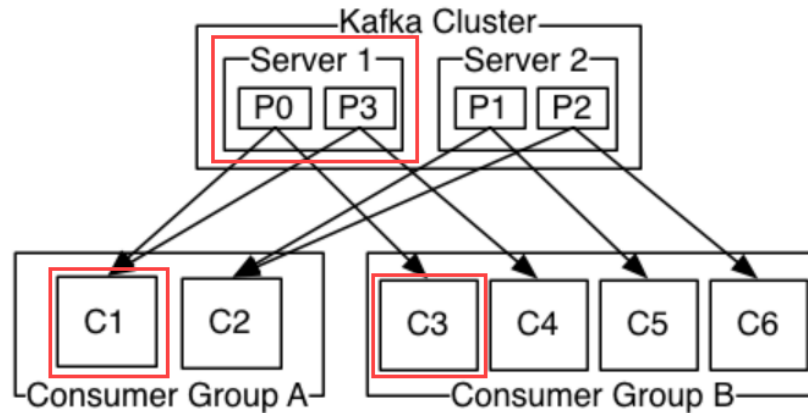 Kafka Cluster
Server 1 Server 2
P0 P3 P1 P2
C1 C2 C3 C4 C5 C6
Consumer Group A Consumer Group B